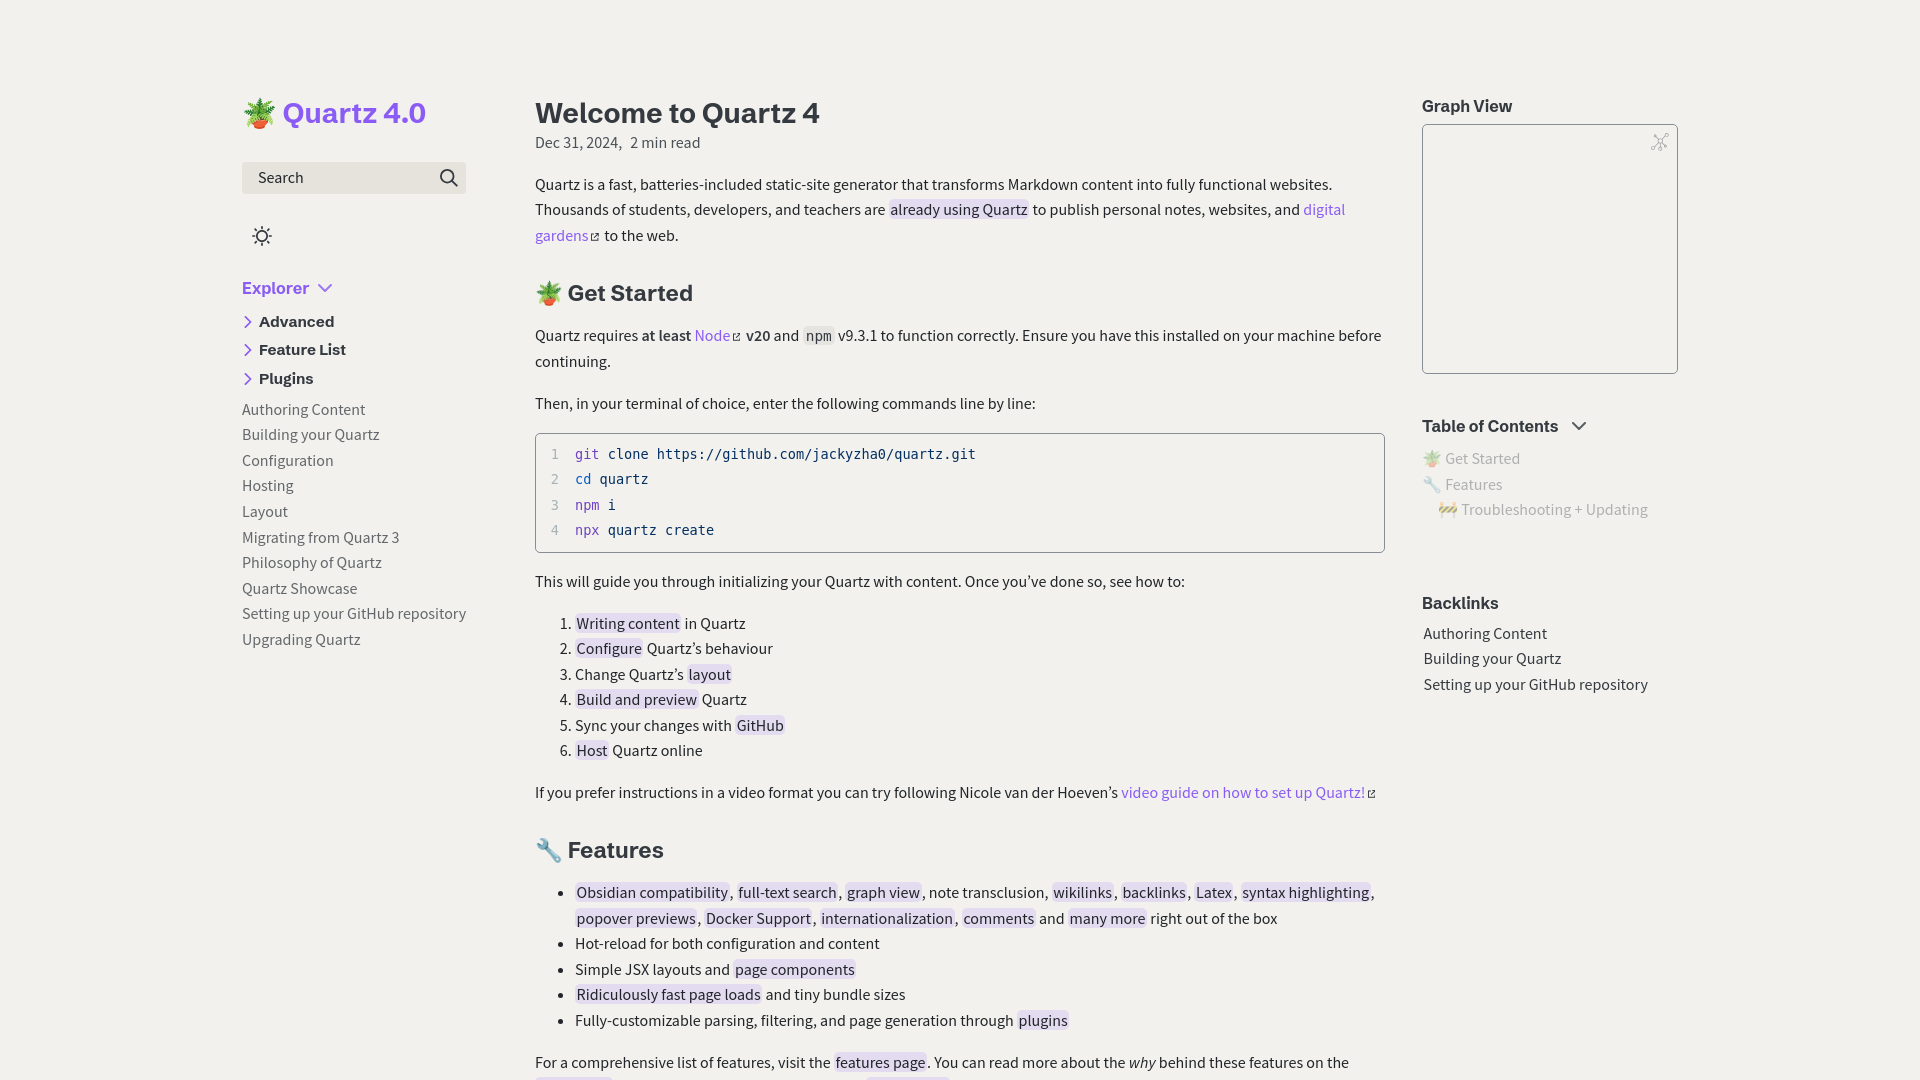 🪴 Quartz 4.0
Search
Explorer
Advanced
Feature List
Plugins
Authoring Content
Building your Quartz
Configuration
Hosting
Layout
Migrating from Quartz 3
Philosophy of Quartz
Quartz Showcase
Setting up your GitHub repository
Upgrading Quartz
Welcome to Quartz 4
Dec 31, 2024, 2 min read
Quartz is a fast, batteries-included static-site generator that transforms Markdown content into fully functional websites.
Thousands of students, developers, and teachers are already using Quartz to publish personal notes, websites, and digital
gardens to the web.
🪴 Get Started
Quartz requires at least Node v20 and npm v9.3.1 to function correctly. Ensure you have this installed on your machine before
continuing.
Then, in your terminal of choice, enter the following commands line by line:
1 git clone https://github.com/jackyzha0/quartz.git
2 cd quartz
3 npm i
4 npx quartz create
This will guide you through initializing your Quartz with content. Once you’ve done so, see how to:
1. Writing content in Quartz
2. Configure Quartz’s behaviour
3. Change Quartz’s layout
4. Build and preview Quartz
5. Sync your changes with GitHub
6. Host Quartz online
If you prefer instructions in a video format you can try following Nicole van der Hoeven’s video guide on how to set up Quartz!
🔧 Features
• Obsidian compatibility, full-text search, graph view, note transclusion, wikilinks, backlinks, Latex, syntax highlighting,
popover previews, Docker Support, internationalization, comments and many more right out of the box
• Hot-reload for both configuration and content
• Simple JSX layouts and page components
• Ridiculously fast page loads and tiny bundle sizes
• Fully-customizable parsing, filtering, and page generation through plugins
For a comprehensive list of features, visit the features page. You can read more about the why behind these features on the
Graph View
Table of Contents
🪴 Get Started
🔧 Features
🚧 Troubleshooting + Updating
Backlinks
Authoring Content
Building your Quartz
Setting up your GitHub repository